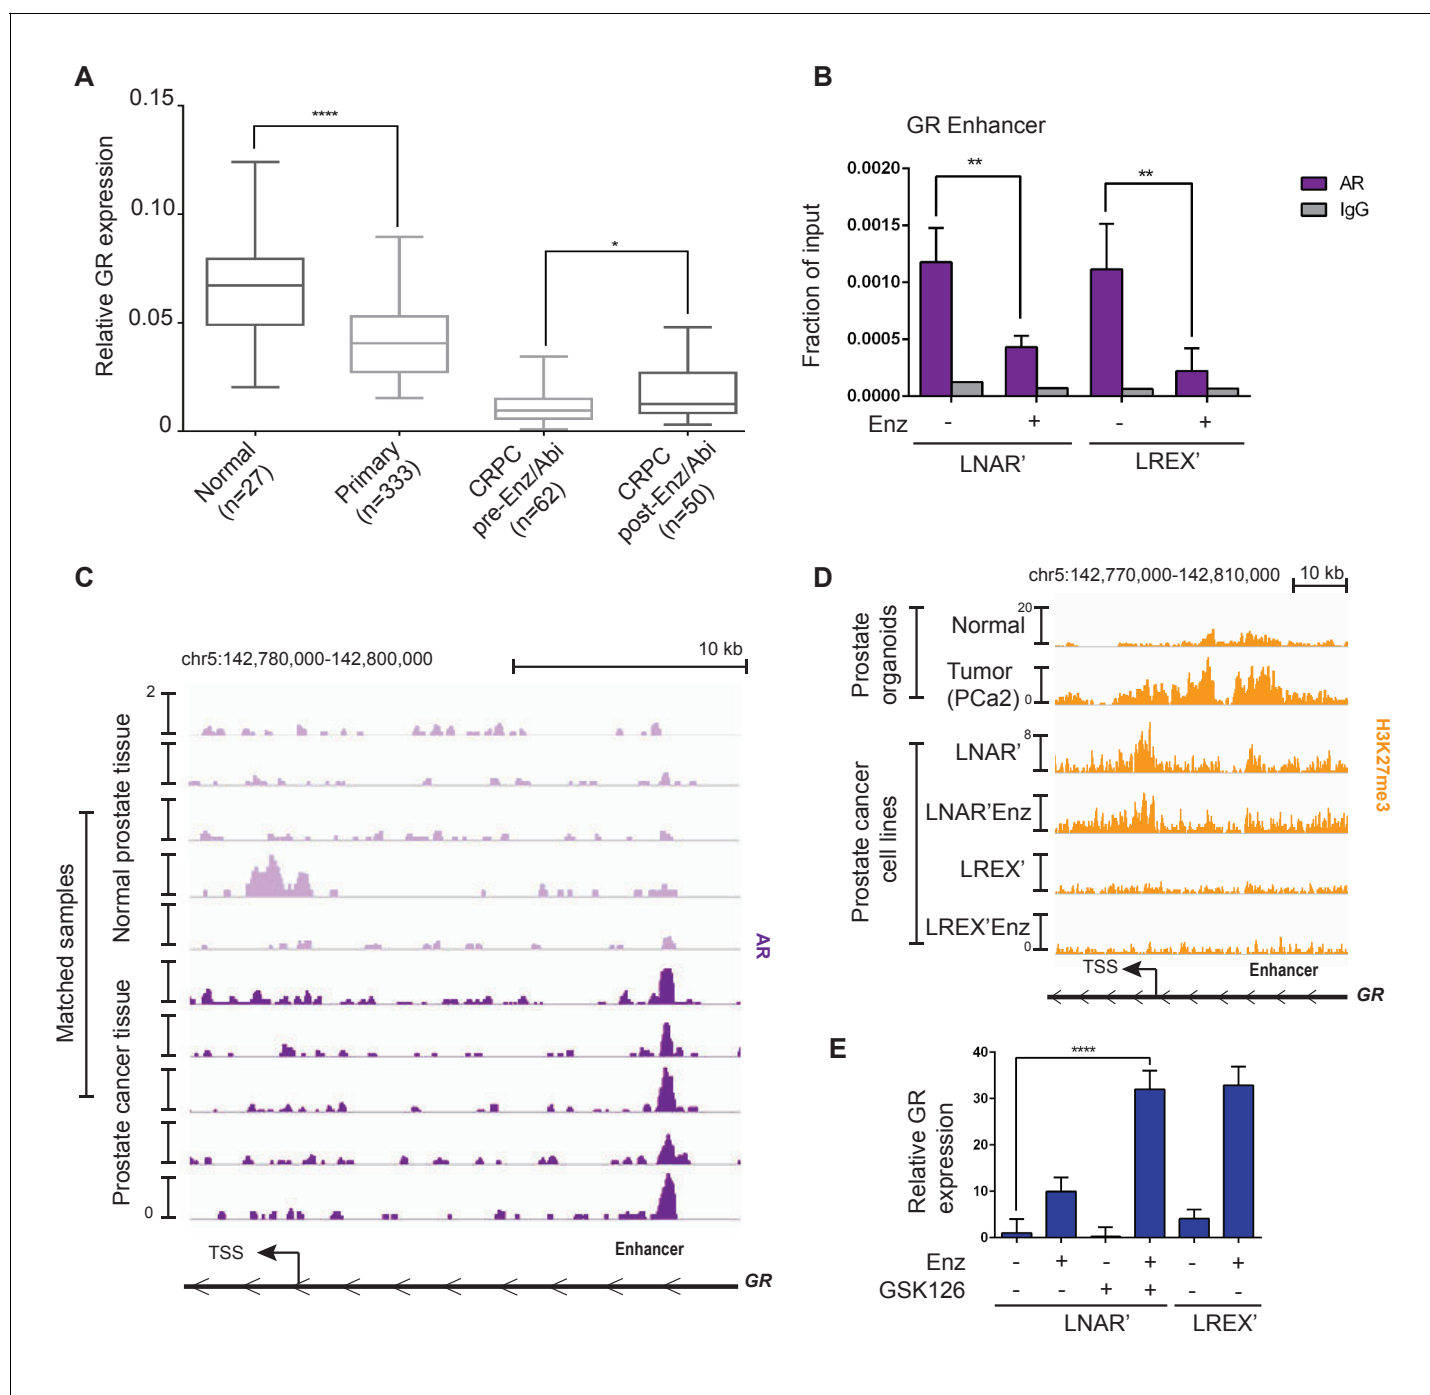 A
0.15
0.10
0.05
0
Relative GR expression
****
*
Normal
(n=27)
Primary
(n=333)
CRPC
pre-Enz/Abi
(n=62)
CRPC
post-Enz/Abi
(n=50)
B
GR Enhancer
0.0020
0.0015
0.0010
0.0005
0.0000
Fraction of input
**
**
AR
IgG
Enz - + - +
LNAR' LREX'
C
chr5:142,780,000-142,800,000
10 kb
2
0
Matched samples
Normal prostate tissue
Prostate cancer tissue
AR
TSS
Enhancer
GR
D
chr5:142,770,000-142,810,000
10 kb
Prostate
organoids
Normal
20
Tumor
(PCa2)
0
Prostate cancer
cell lines
LNAR'
8
LNAR'Enz
LREX'
LREX'Enz
0
H3K27me3
TSS
Enhancer
GR
E
40
30
20
10
0
Relative GR
expression
****
Enz - + - + - +
GSK126 - - + + - -
LNAR' LREX'